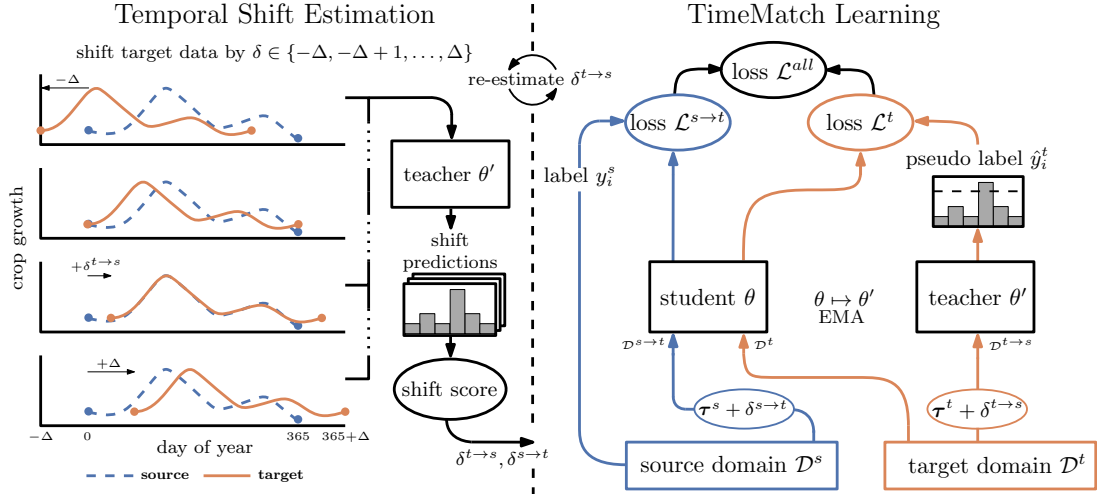 Temporal Shift Estimation
shift target data by δ ∈ {−Δ, −Δ + 1, . . . , Δ}
crop growth
−Δ
+δ^{t→s}
+Δ
−Δ
0
365
365+Δ
day of year
source
target
teacher θ′
shift
predictions
shift score
δ^{t→s}, δ^{s→t}
re-estimate δ^{t→s}
TimeMatch Learning
loss 𝓛^{all}
loss 𝓛^{s→t}
loss 𝓛^t
label y_i^s
pseudo label ŷ_i^t
student θ
θ ↦ θ′
EMA
teacher θ′
𝒟^{s→t}
𝒟^t
𝒟^{t→s}
τ^s + δ^{s→t}
τ^t + δ^{t→s}
source domain 𝒟^s
target domain 𝒟^t